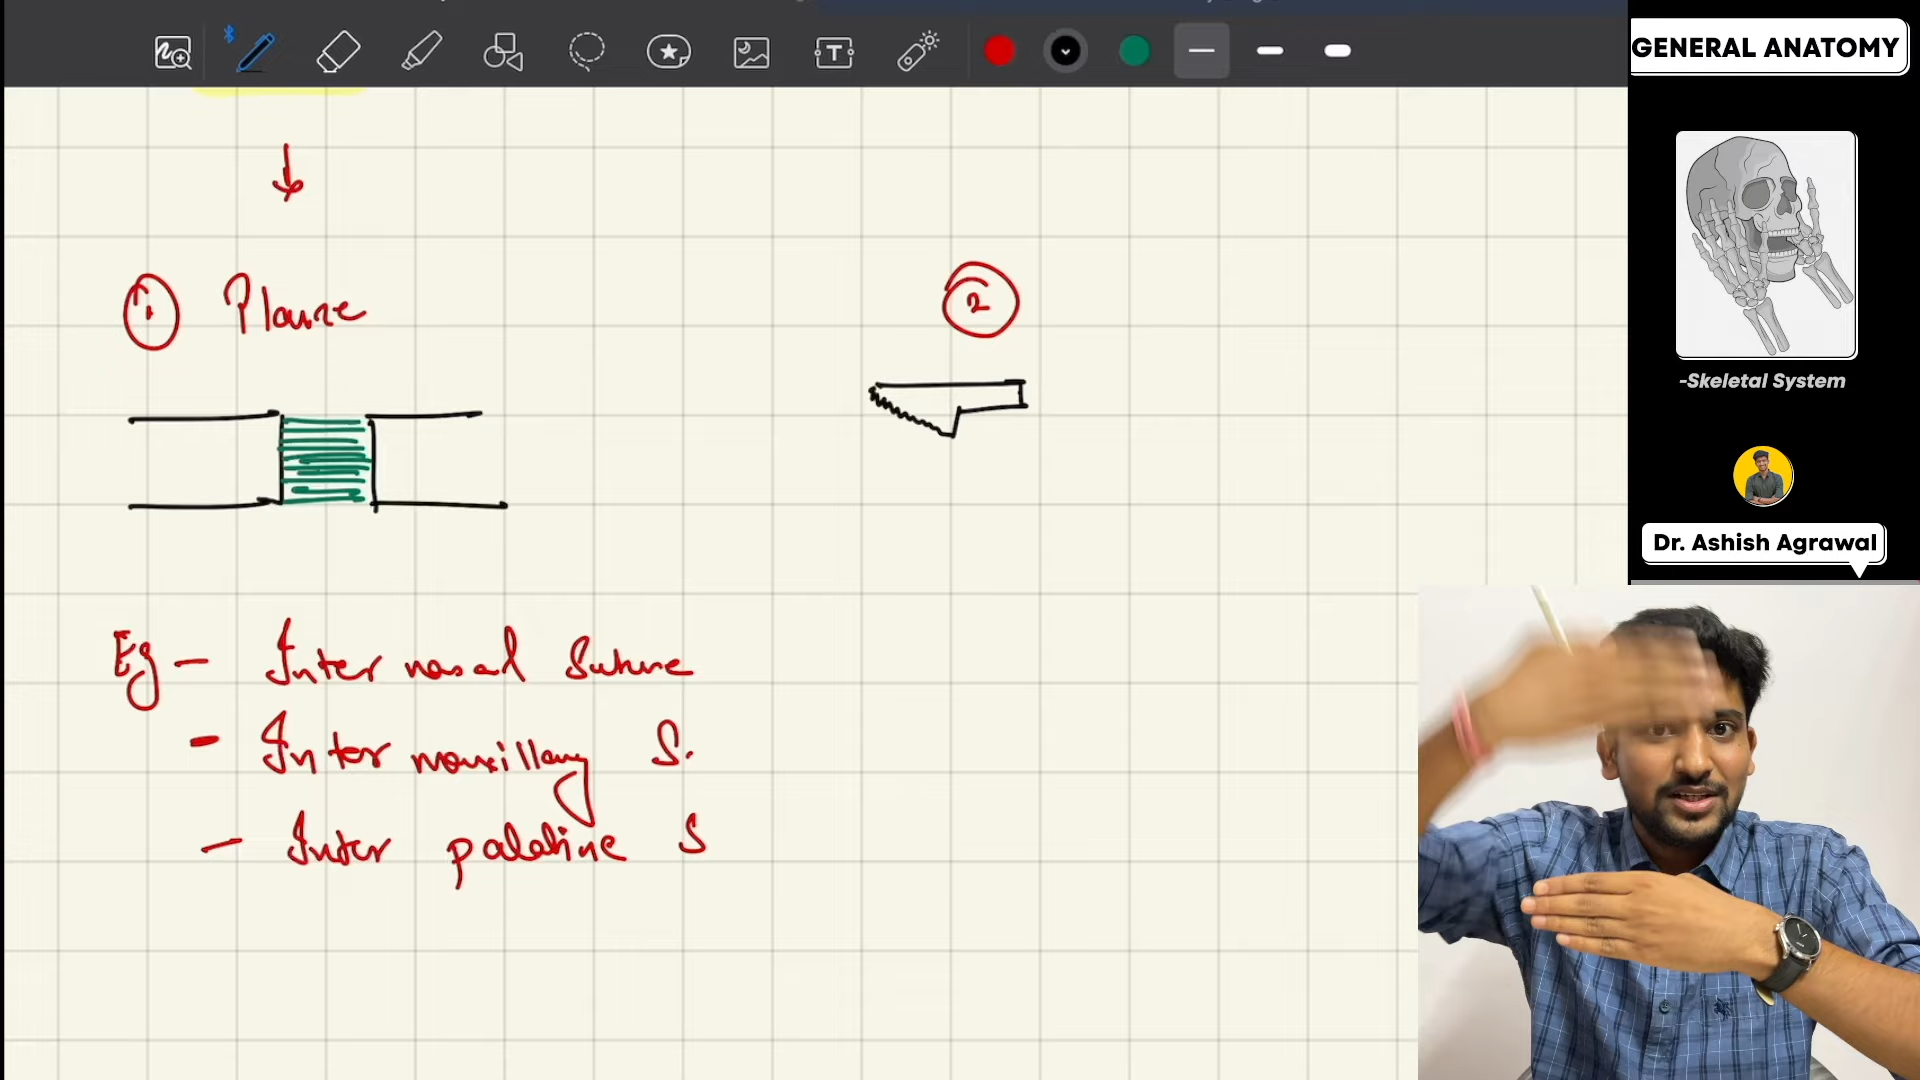 GENERAL ANATOMY
-Skeletal System
Dr. Ashish Agrawal
1 Plane
2
Eg - Inter nasal Suture
- Inter maxillary S.
- Inter palatine S
T